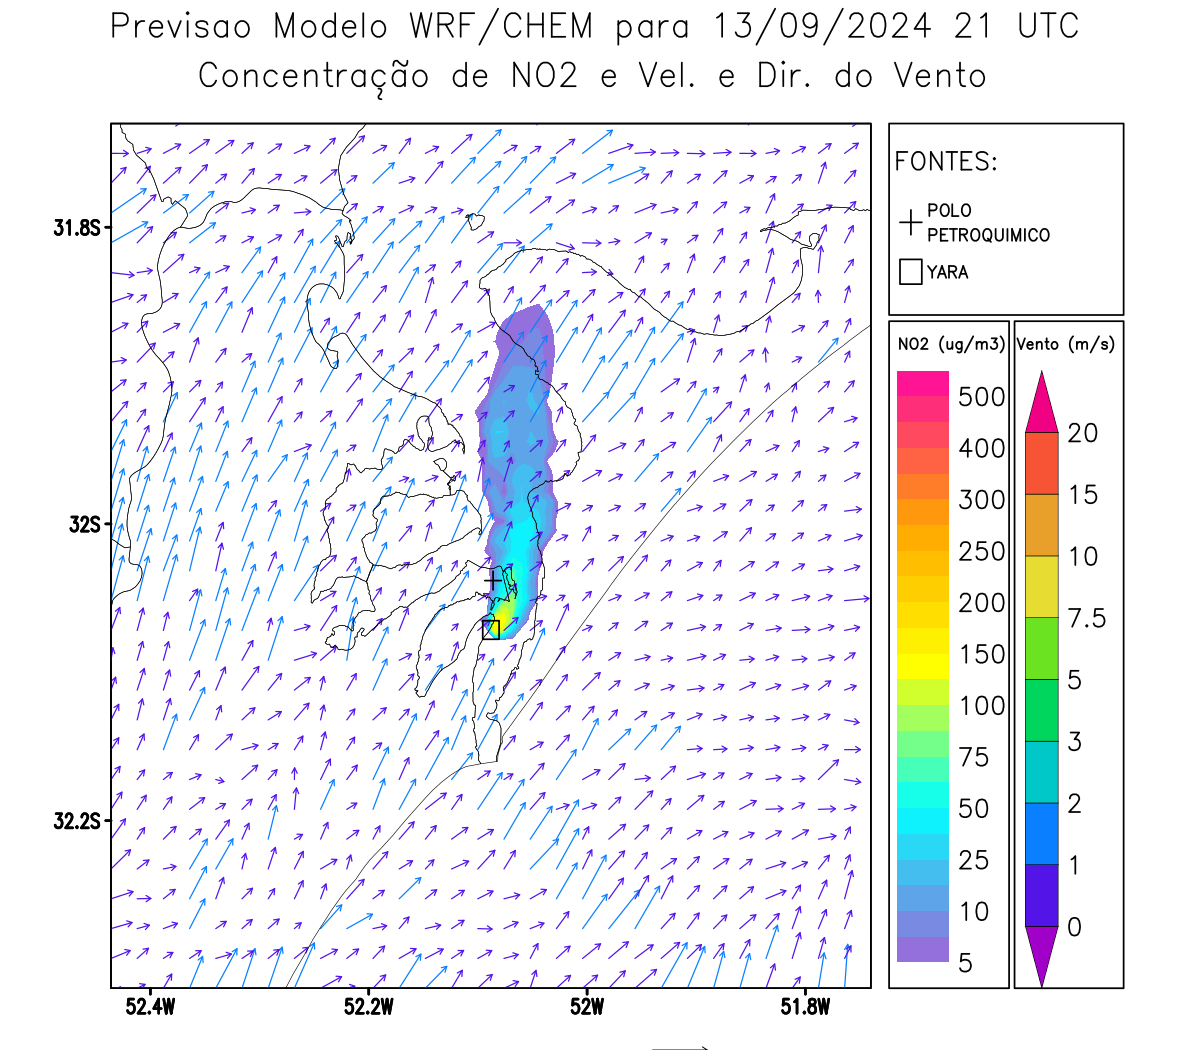 Previsao Modelo WRF/CHEM para 13/09/2024 21 UTC
Concentração de NO2 e Vel. e Dir. do Vento
FONTES:
POLO
PETROQUIMICO
YARA
31.8S
32S
32.2S
52.4W
52.2W
52W
51.8W
NO2 (ug/m3)
500
400
300
250
200
150
100
75
50
25
10
5
Vento (m/s)
20
15
10
7.5
5
3
2
1
0